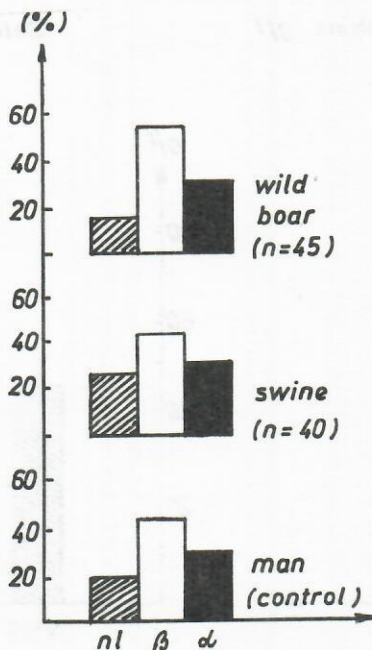 (%)
60
40
20
wild
boar
(n=45)
60
40
20
swine
(n=40)
60
40
20
man
(control)
nl β α